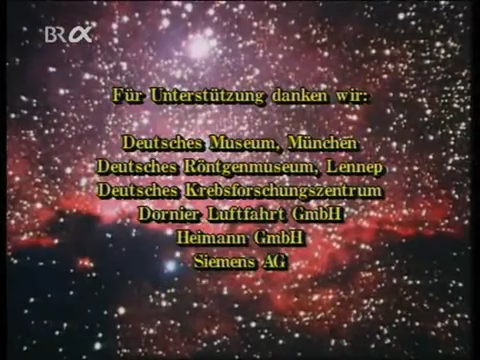 BRα
Für Unterstützung danken wir:
Deutsches Museum, München
Deutsches Röntgenmuseum, Lennep
Deutsches Krebsforschungszentrum
Dornier Luftfahrt GmbH
Heimann GmbH
Siemens AG